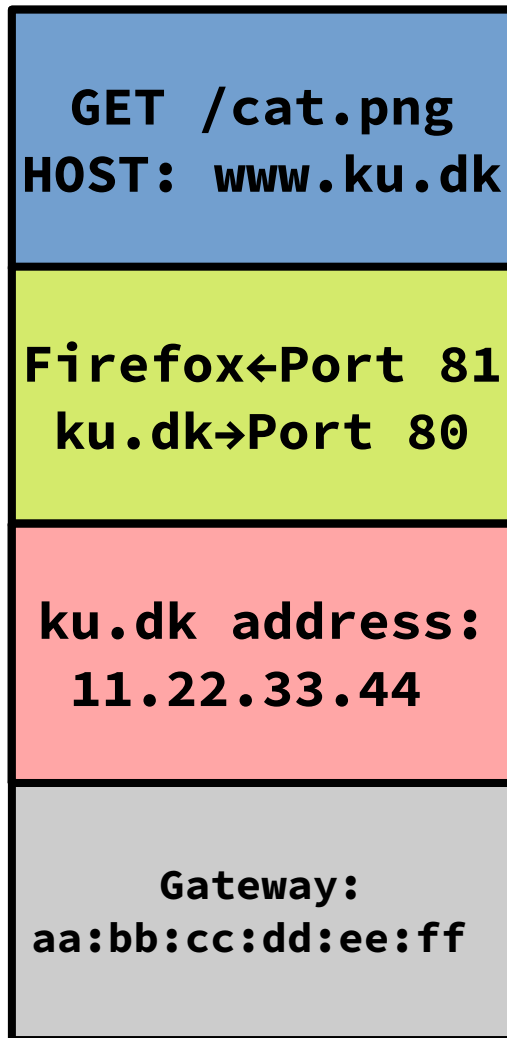 GET /cat.png
HOST: www.ku.dk
Firefox←Port 81
ku.dk→Port 80
ku.dk address:
11.22.33.44
Gateway:
aa:bb:cc:dd:ee:ff